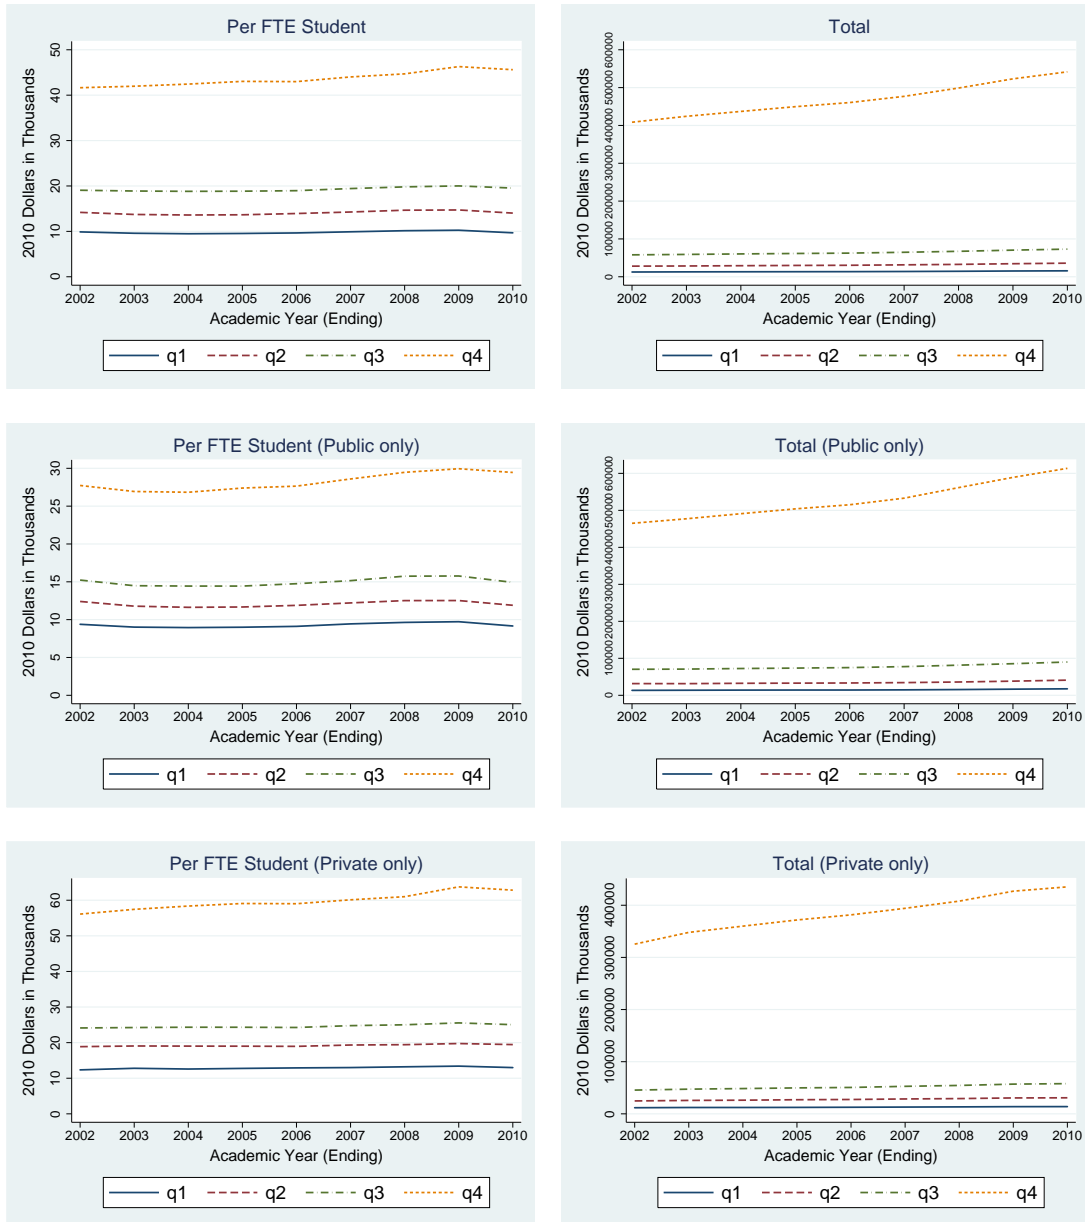 Per FTE Student
2010 Dollars in Thousands
50
40
30
20
10
0
2002 2003 2004 2005 2006 2007 2008 2009 2010
Academic Year (Ending)
q1 q2 q3 q4
Total
2010 Dollars in Thousands
600000
500000
400000
300000
200000
100000
0
2002 2003 2004 2005 2006 2007 2008 2009 2010
Academic Year (Ending)
q1 q2 q3 q4
Per FTE Student (Public only)
2010 Dollars in Thousands
30
25
20
15
10
5
0
2002 2003 2004 2005 2006 2007 2008 2009 2010
Academic Year (Ending)
q1 q2 q3 q4
Total (Public only)
2010 Dollars in Thousands
600000
500000
400000
300000
200000
100000
0
2002 2003 2004 2005 2006 2007 2008 2009 2010
Academic Year (Ending)
q1 q2 q3 q4
Per FTE Student (Private only)
2010 Dollars in Thousands
60
50
40
30
20
10
0
2002 2003 2004 2005 2006 2007 2008 2009 2010
Academic Year (Ending)
q1 q2 q3 q4
Total (Private only)
2010 Dollars in Thousands
400000
300000
200000
100000
0
2002 2003 2004 2005 2006 2007 2008 2009 2010
Academic Year (Ending)
q1 q2 q3 q4